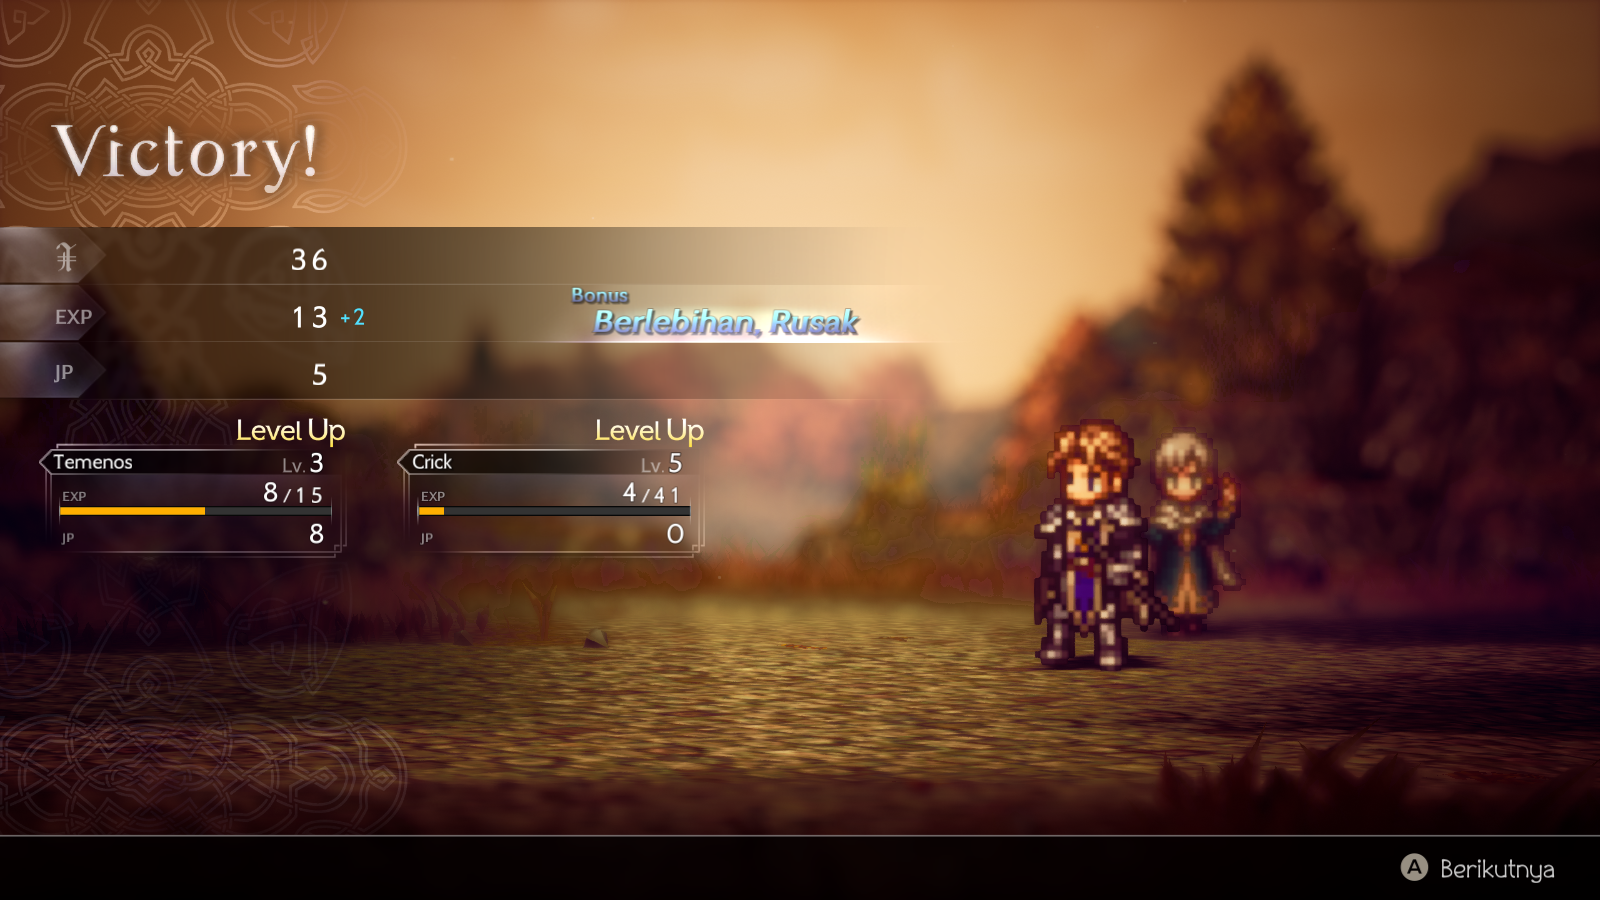 Victory!
36
EXP 13 +2
Bonus
Berlebihan, Rusak
JP 5
Level Up
Temenos Lv. 3
EXP 8/15
JP 8
Level Up
Crick Lv. 5
EXP 4/41
JP 0
A Berikutnya